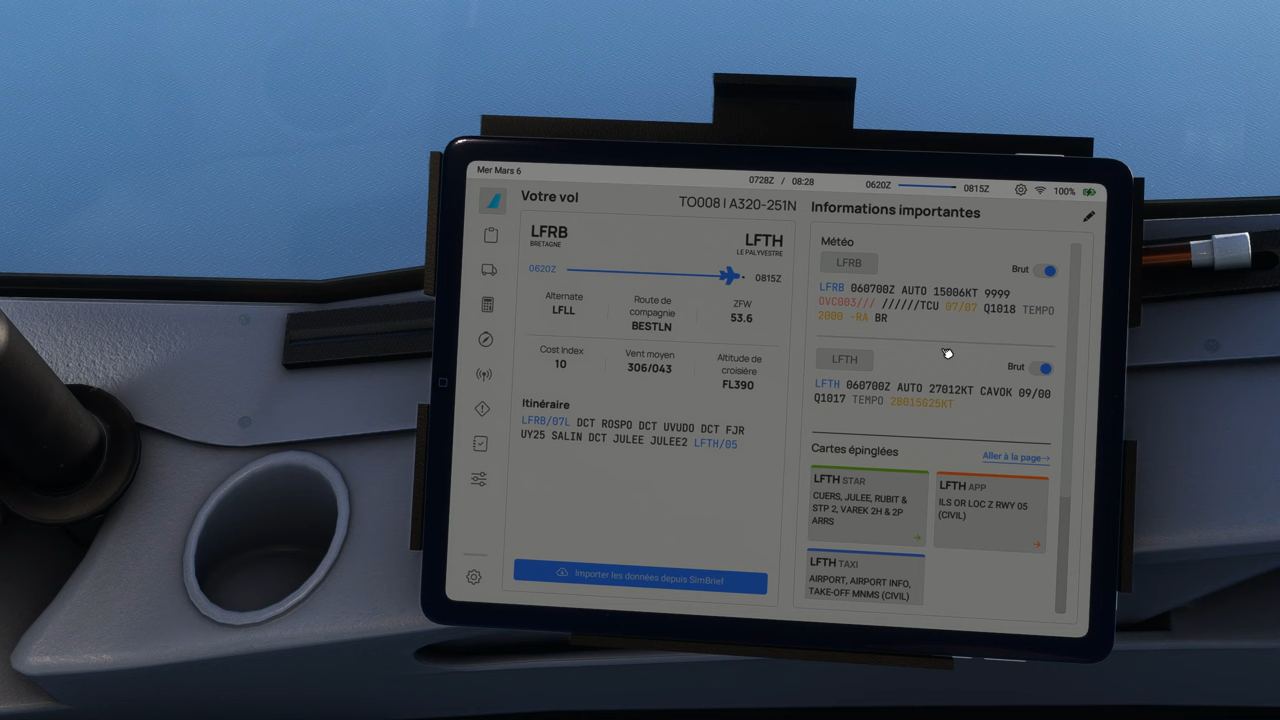 Mer Mars 6
0728Z / 08:28
0620Z
0815Z
100%
Votre vol
TO008 | A320-251N
LFRB
BRETAGNE
LFTH
LE PALYVESTRE
0620Z
0815Z
Alternate
LFLL
Route de
compagnie
BESTLN
ZFW
53.6
Cost Index
10
Vent moyen
306/043
Altitude de
croisière
FL390
Itinéraire
LFRB/07L DCT ROSPO DCT UVUDO DCT FJR
UY25 SALIN DCT JULEE JULEE2 LFTH/05
Importer les données depuis SimBrief
Informations importantes
Météo
LFRB
Brut
LFRB 060700Z AUTO 15006KT 9999
OVC003/// //////TCU 07/07 Q1018 TEMPO
2000 -RA BR
LFTH
Brut
LFTH 060700Z AUTO 27012KT CAVOK 09/00
Q1017 TEMPO 28015G25KT
Cartes épinglées
Aller à la page→
LFTH STAR
CUERS, JULEE, RUBIT &
STP 2, VAREK 2H & 2P
ARRS
LFTH APP
ILS OR LOC Z RWY 05
(CIVIL)
LFTH TAXI
AIRPORT, AIRPORT INFO,
TAKE-OFF MNMS (CIVIL)